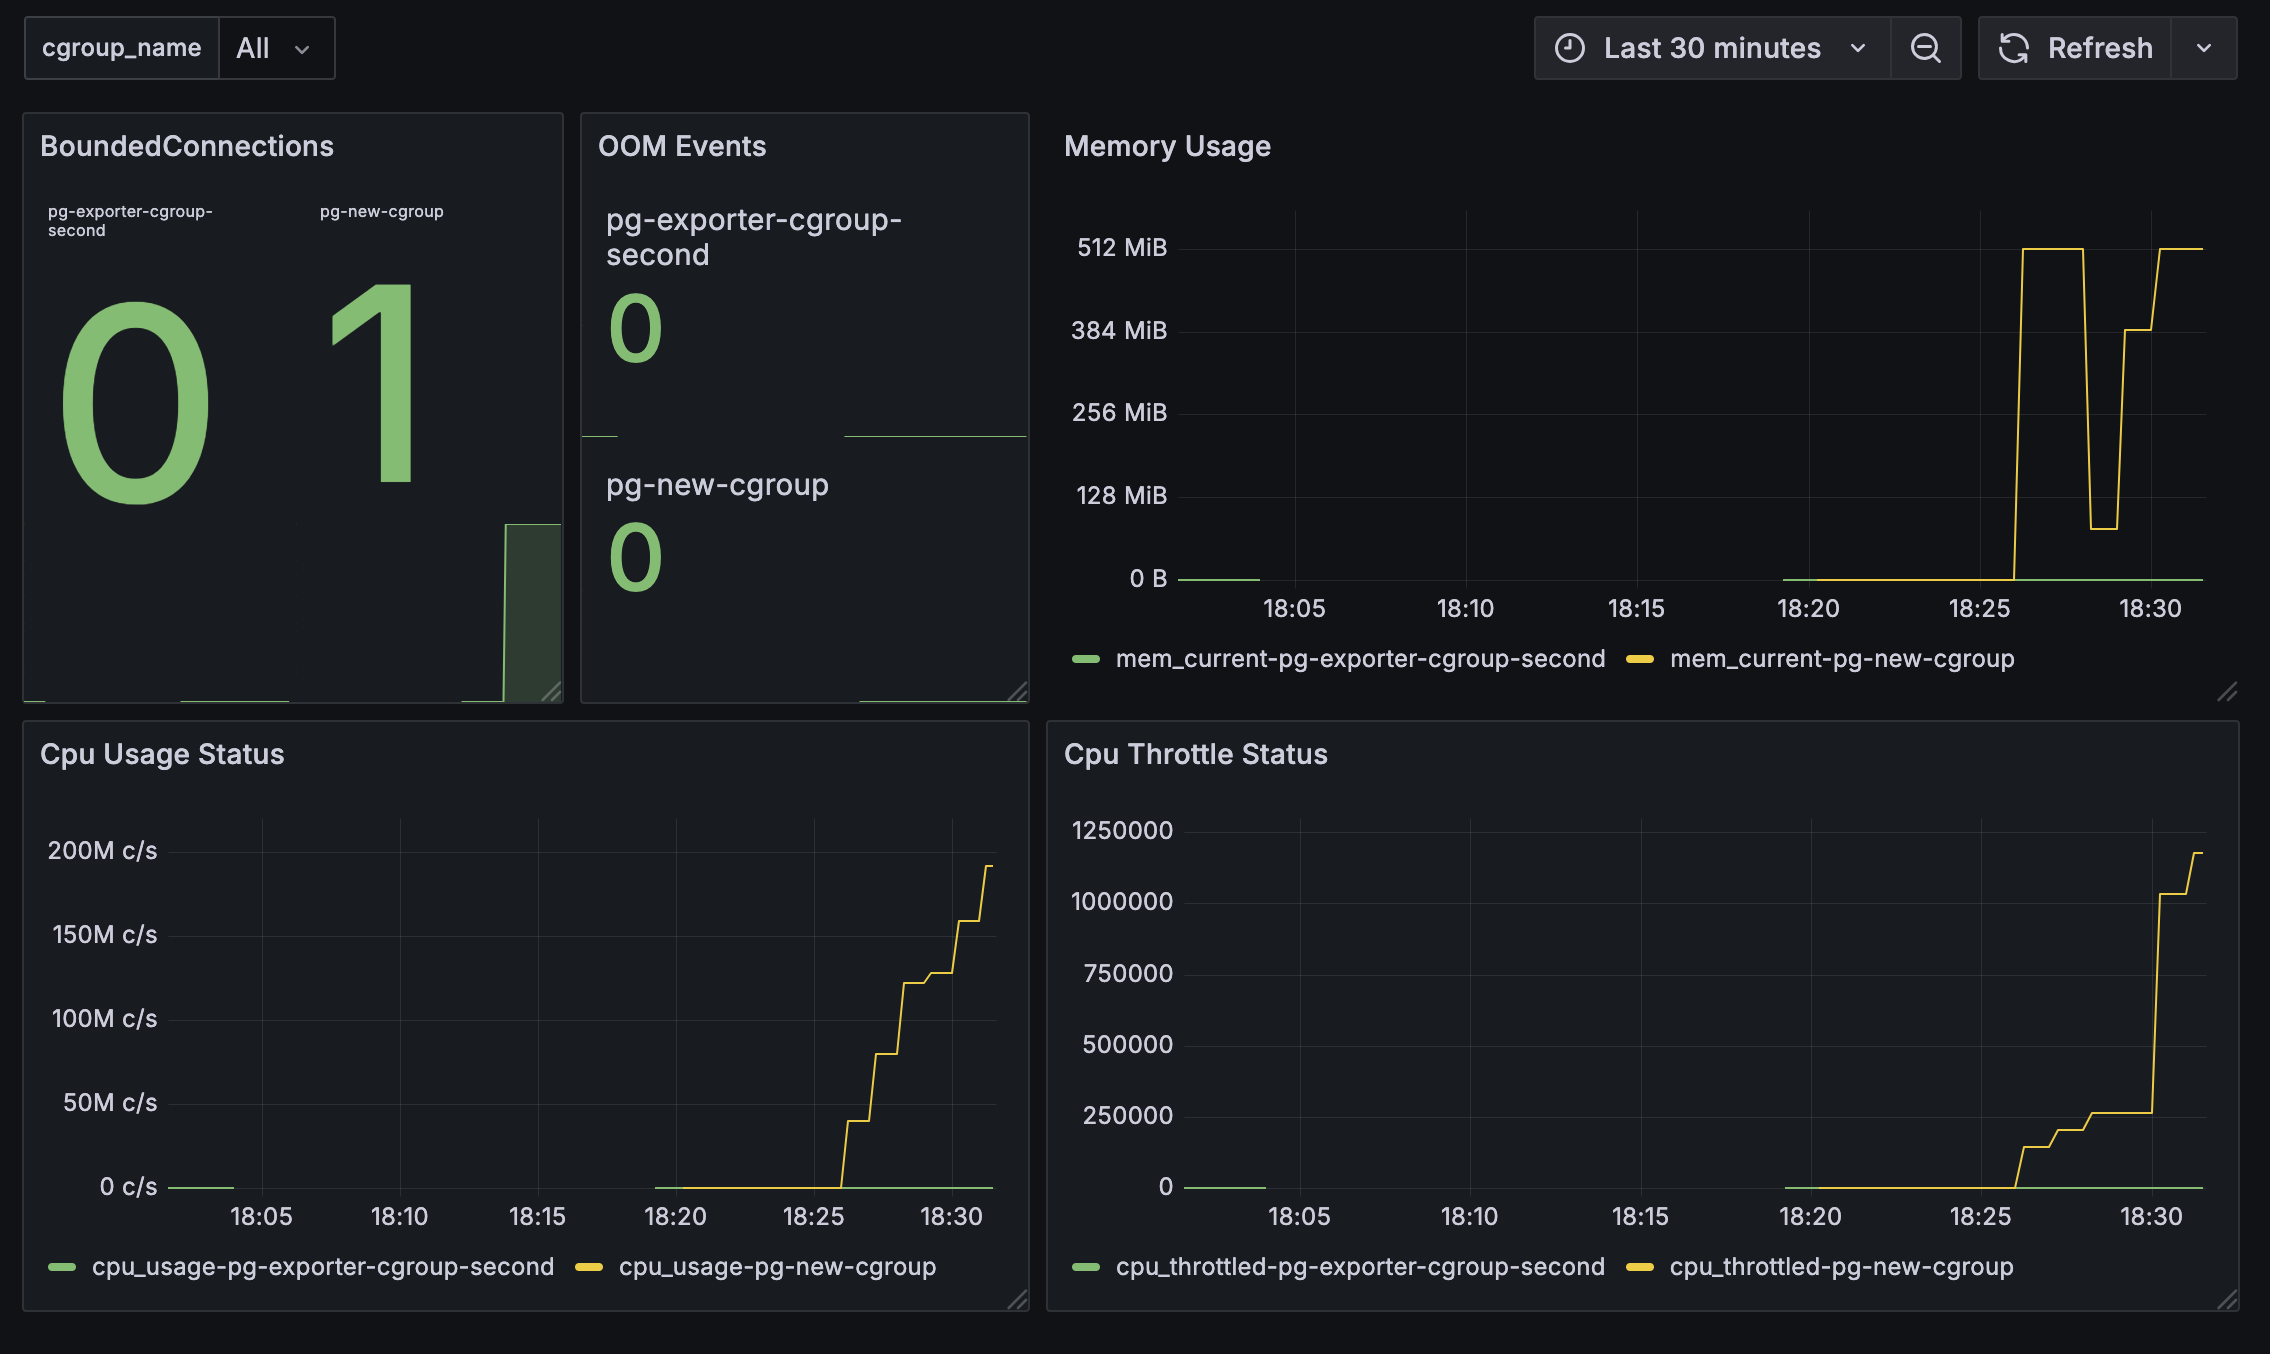 cgroup_name All Last 30 minutes Refresh
BoundedConnections
pg-exporter-cgroup-
second
0
pg-new-cgroup
1
OOM Events
pg-exporter-cgroup-
second
0
pg-new-cgroup
0
Memory Usage
512 MiB
384 MiB
256 MiB
128 MiB
0 B
18:05 18:10 18:15 18:20 18:25 18:30
mem_current-pg-exporter-cgroup-second mem_current-pg-new-cgroup
Cpu Usage Status
200M c/s
150M c/s
100M c/s
50M c/s
0 c/s
18:05 18:10 18:15 18:20 18:25 18:30
cpu_usage-pg-exporter-cgroup-second cpu_usage-pg-new-cgroup
Cpu Throttle Status
1250000
1000000
750000
500000
250000
0
18:05 18:10 18:15 18:20 18:25 18:30
cpu_throttled-pg-exporter-cgroup-second cpu_throttled-pg-new-cgroup